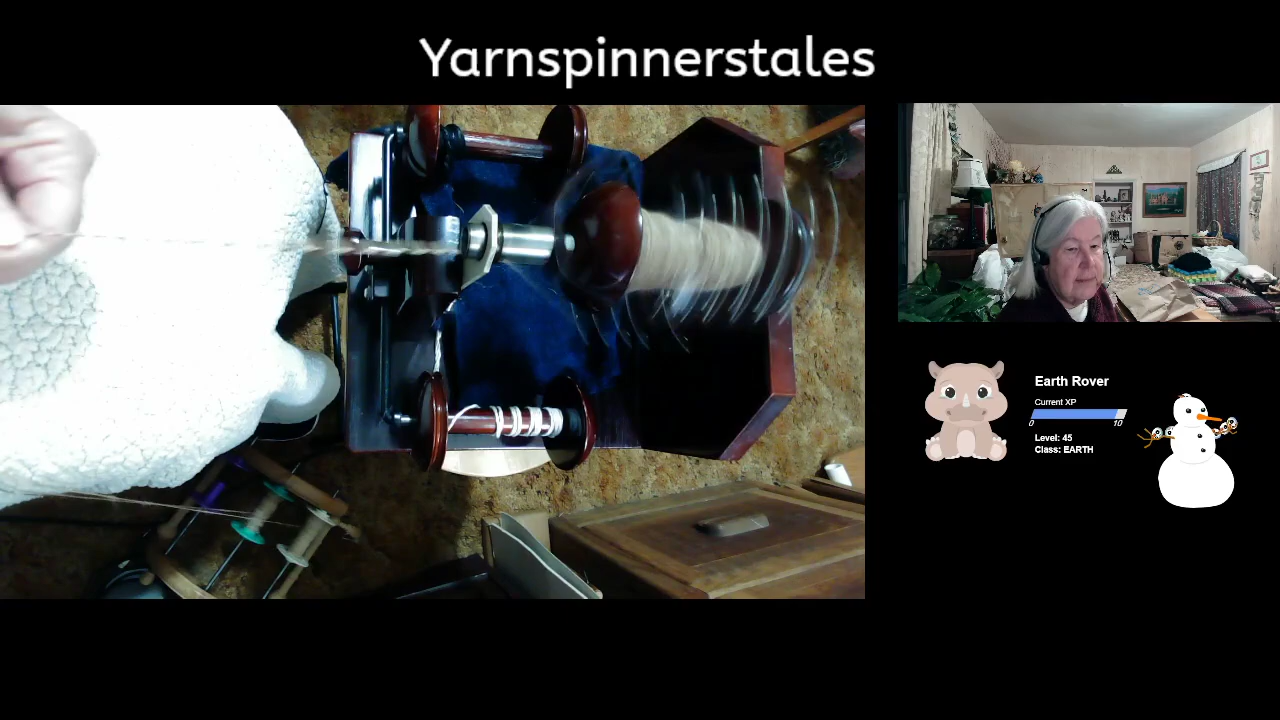 Yarnspinnerstales
Earth Rover
Current XP
0 10
Level: 45
Class: EARTH